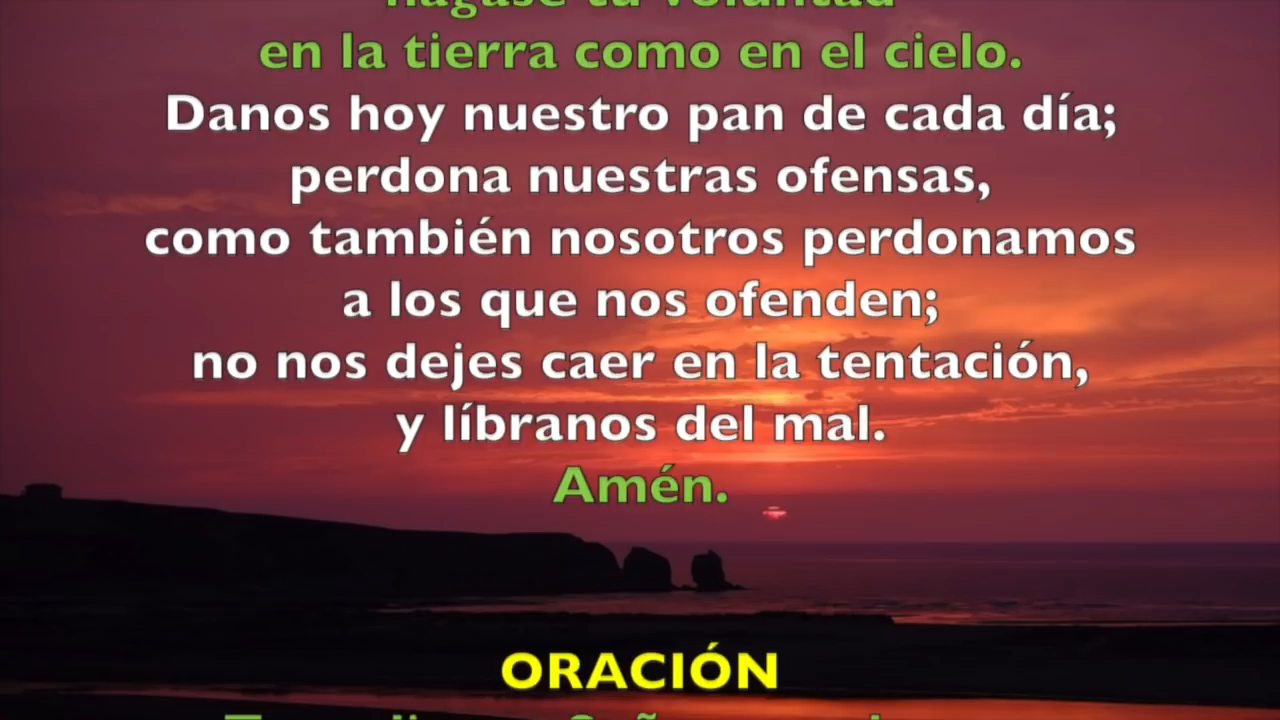 hágase tu voluntad
en la tierra como en el cielo.
Danos hoy nuestro pan de cada día;
perdona nuestras ofensas,
como también nosotros perdonamos
a los que nos ofenden;
no nos dejes caer en la tentación,
y líbranos del mal.
Amén.
ORACIÓN